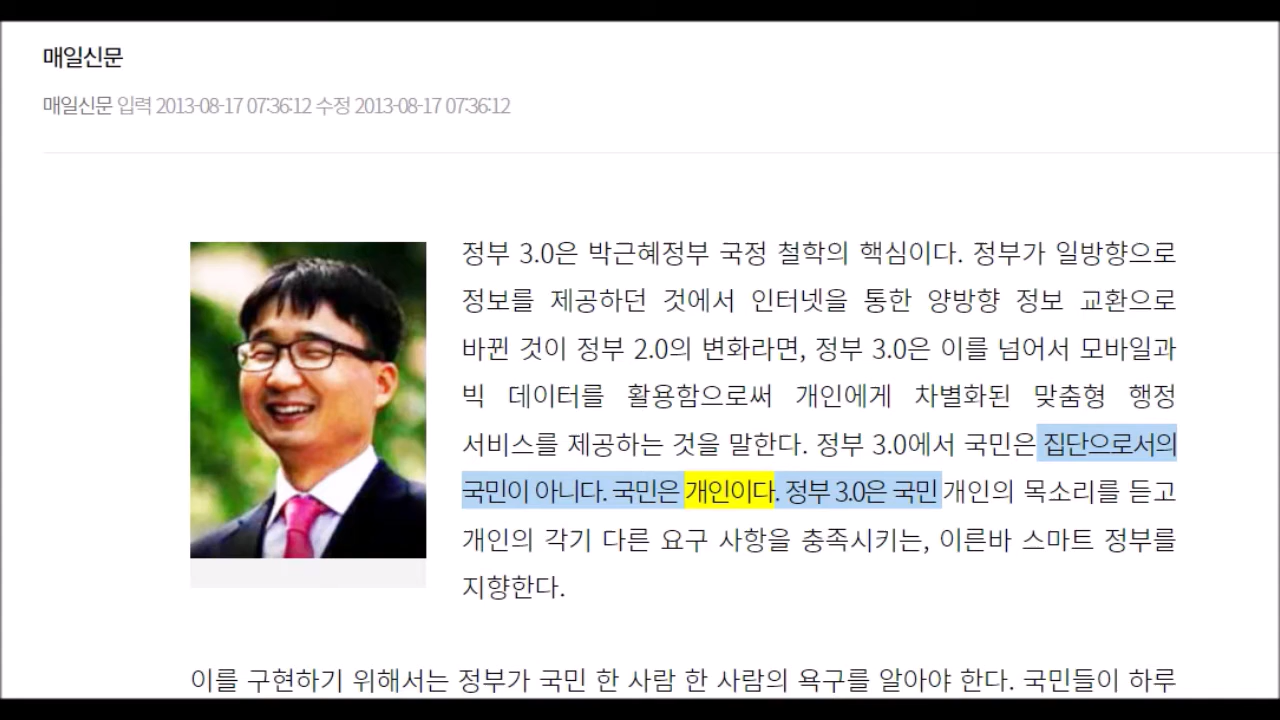 매일신문
매일신문 입력 2013-08-17 07:36:12 수정 2013-08-17 07:36:12
정부 3.0은 박근혜정부 국정 철학의 핵심이다. 정부가 일방향으로
정보를 제공하던 것에서 인터넷을 통한 양방향 정보 교환으로
바뀐 것이 정부 2.0의 변화라면, 정부 3.0은 이를 넘어서 모바일과
빅 데이터를 활용함으로써 개인에게 차별화된 맞춤형 행정
서비스를 제공하는 것을 말한다. 정부 3.0에서 국민은 집단으로서의
국민이 아니다. 국민은 개인이다. 정부 3.0은 국민 개인의 목소리를 듣고
개인의 각기 다른 요구 사항을 충족시키는, 이른바 스마트 정부를
지향한다.
이를 구현하기 위해서는 정부가 국민 한 사람 한 사람의 욕구를 알아야 한다. 국민들이 하루